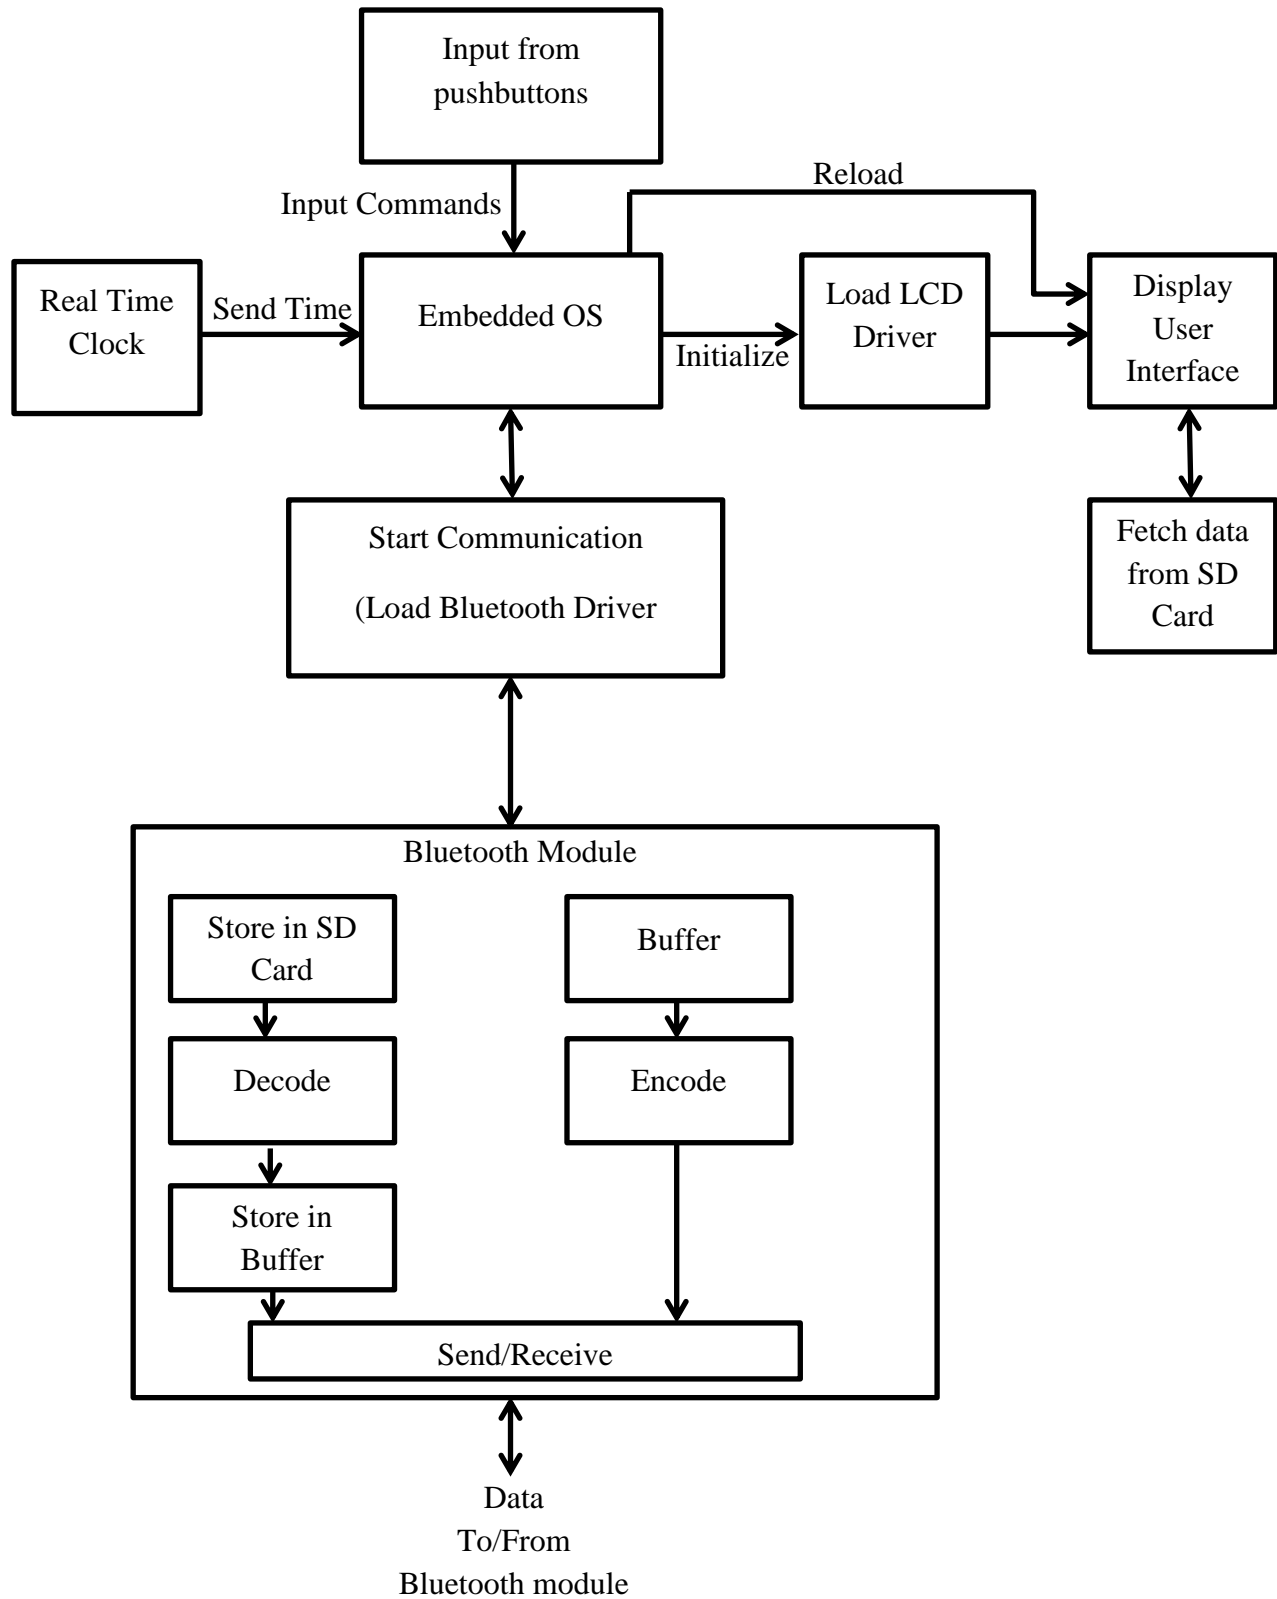 Input from
pushbuttons
Reload
Input Commands
Real Time
Clock
Send Time
Embedded OS
Initialize
Load LCD
Driver
Display
User
Interface
Start Communication
(Load Bluetooth Driver
Fetch data
from SD
Card
Bluetooth Module
Store in SD
Card
Buffer
Decode
Encode
Store in
Buffer
Send/Receive
Data
To/From
Bluetooth module